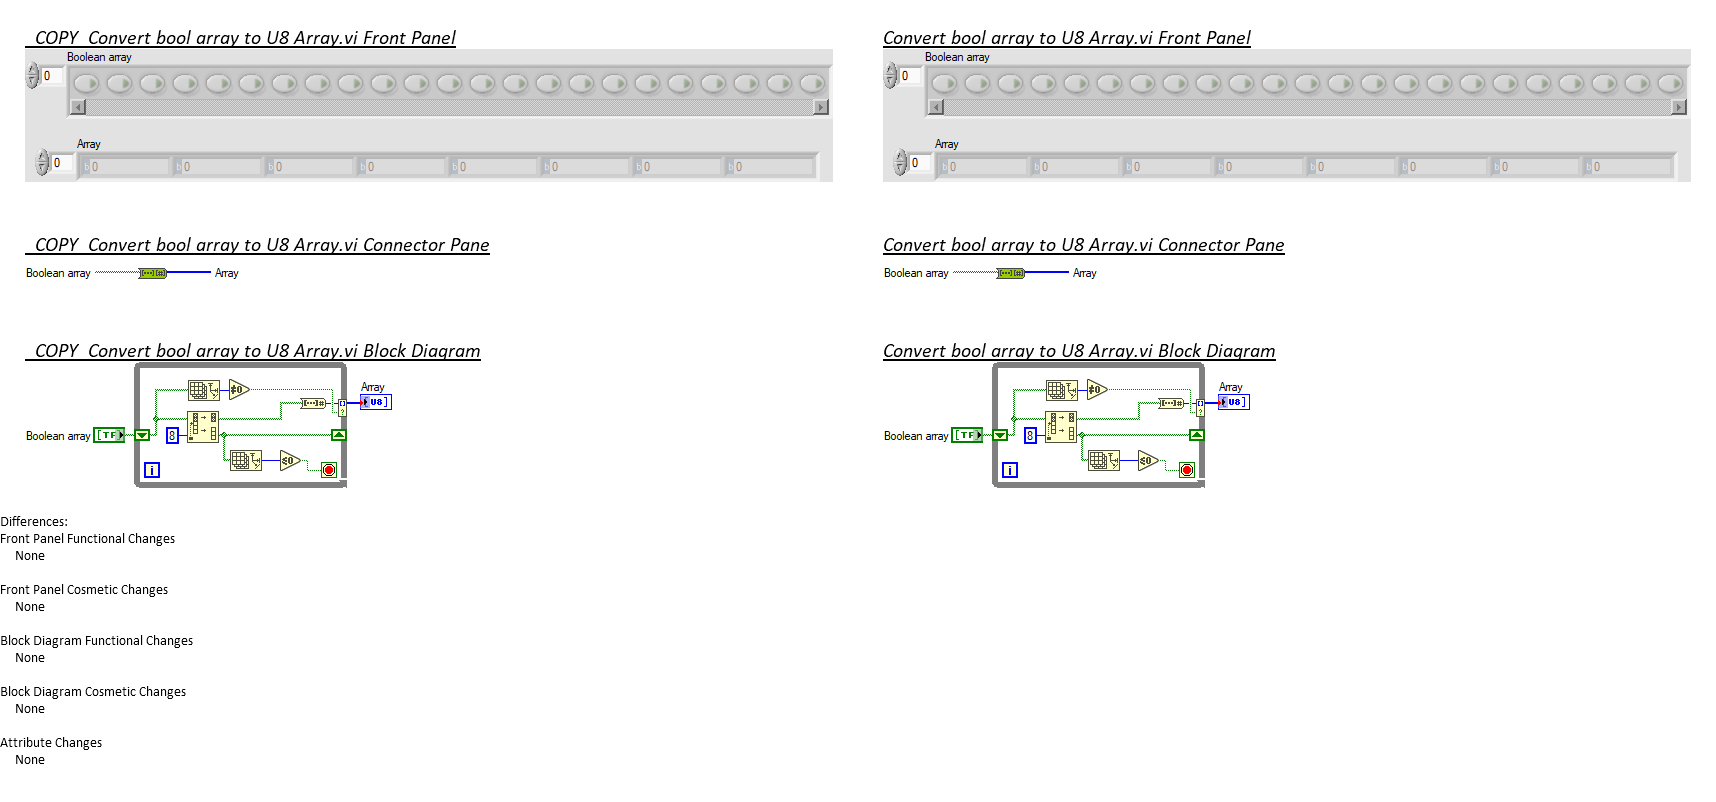 _COPY_Convert bool array to U8 Array.vi Front Panel
Boolean array
0
Array
0
0 0 0 0 0 0 0 0
Convert bool array to U8 Array.vi Front Panel
Boolean array
0
Array
0
0 0 0 0 0 0 0 0
_COPY_Convert bool array to U8 Array.vi Connector Pane
Boolean array
[···]#
Array
Convert bool array to U8 Array.vi Connector Pane
Boolean array
[···]#
Array
_COPY_Convert bool array to U8 Array.vi Block Diagram
≠0
Array
[···]#
U8]
?
Boolean array
[TF
8
≤0
i
Convert bool array to U8 Array.vi Block Diagram
≠0
Array
[···]#
U8]
?
Boolean array
[TF
8
≤0
i
Differences:
Front Panel Functional Changes
None
Front Panel Cosmetic Changes
None
Block Diagram Functional Changes
None
Block Diagram Cosmetic Changes
None
Attribute Changes
None